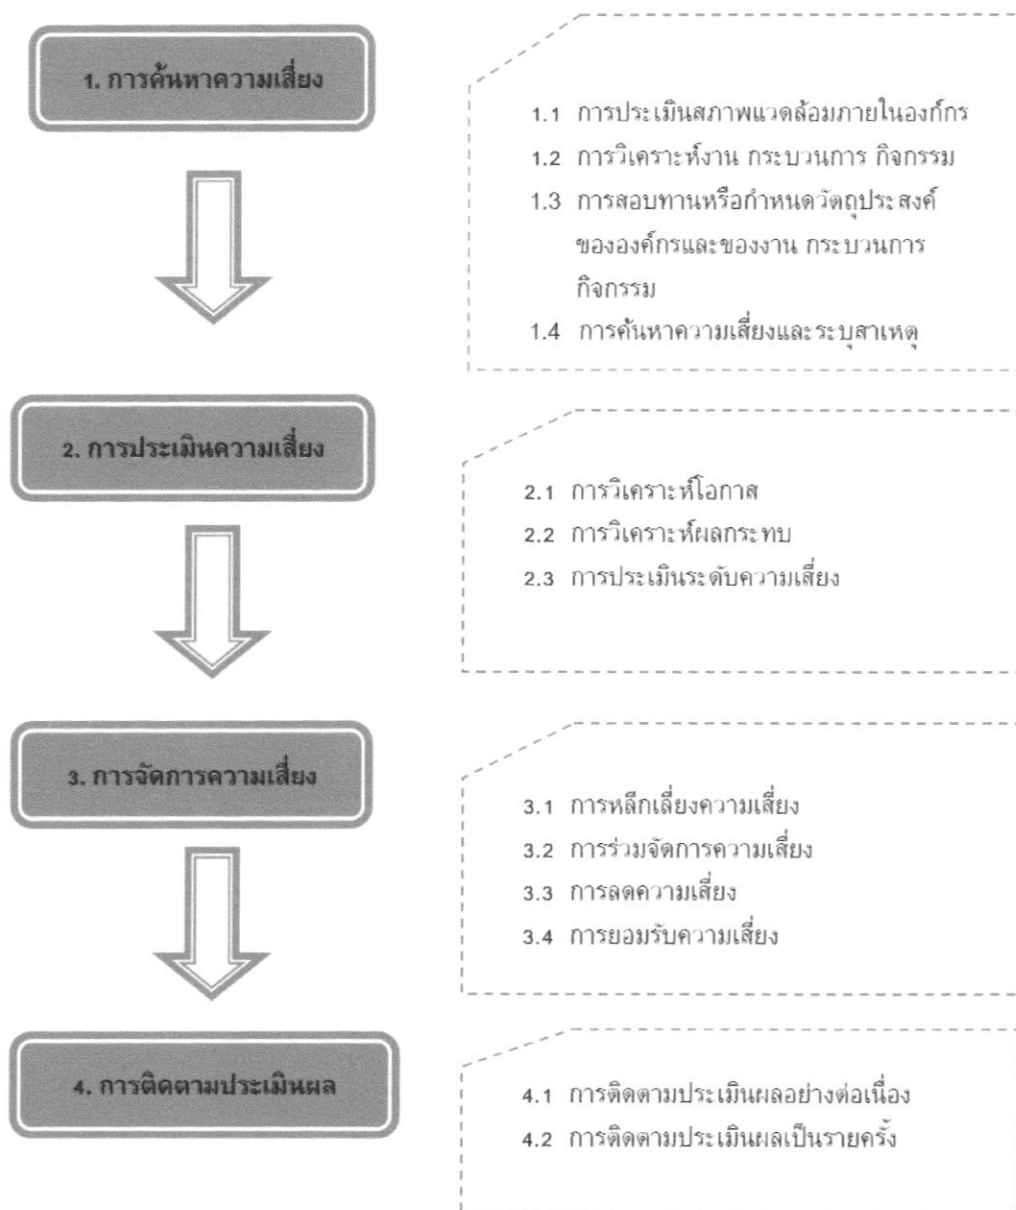 1. การค้นหาความเสี่ยง
1.1 การประเมินสภาพแวดล้อมภายในองค์กร
1.2 การวิเคราะห์งาน กระบวนการ กิจกรรม
1.3 การสอบทานหรือกำหนดวัตถุประสงค์
ขององค์กรและของงาน กระบวนการ
กิจกรรม
1.4 การค้นหาความเสี่ยงและระบุสาเหตุ
2. การประเมินความเสี่ยง
2.1 การวิเคราะห์โอกาส
2.2 การวิเคราะห์ผลกระทบ
2.3 การประเมินระดับความเสี่ยง
3. การจัดการความเสี่ยง
3.1 การหลีกเลี่ยงความเสี่ยง
3.2 การร่วมจัดการความเสี่ยง
3.3 การลดความเสี่ยง
3.4 การยอมรับความเสี่ยง
4. การติดตามประเมินผล
4.1 การติดตามประเมินผลอย่างต่อเนื่อง
4.2 การติดตามประเมินผลเป็นรายครั้ง